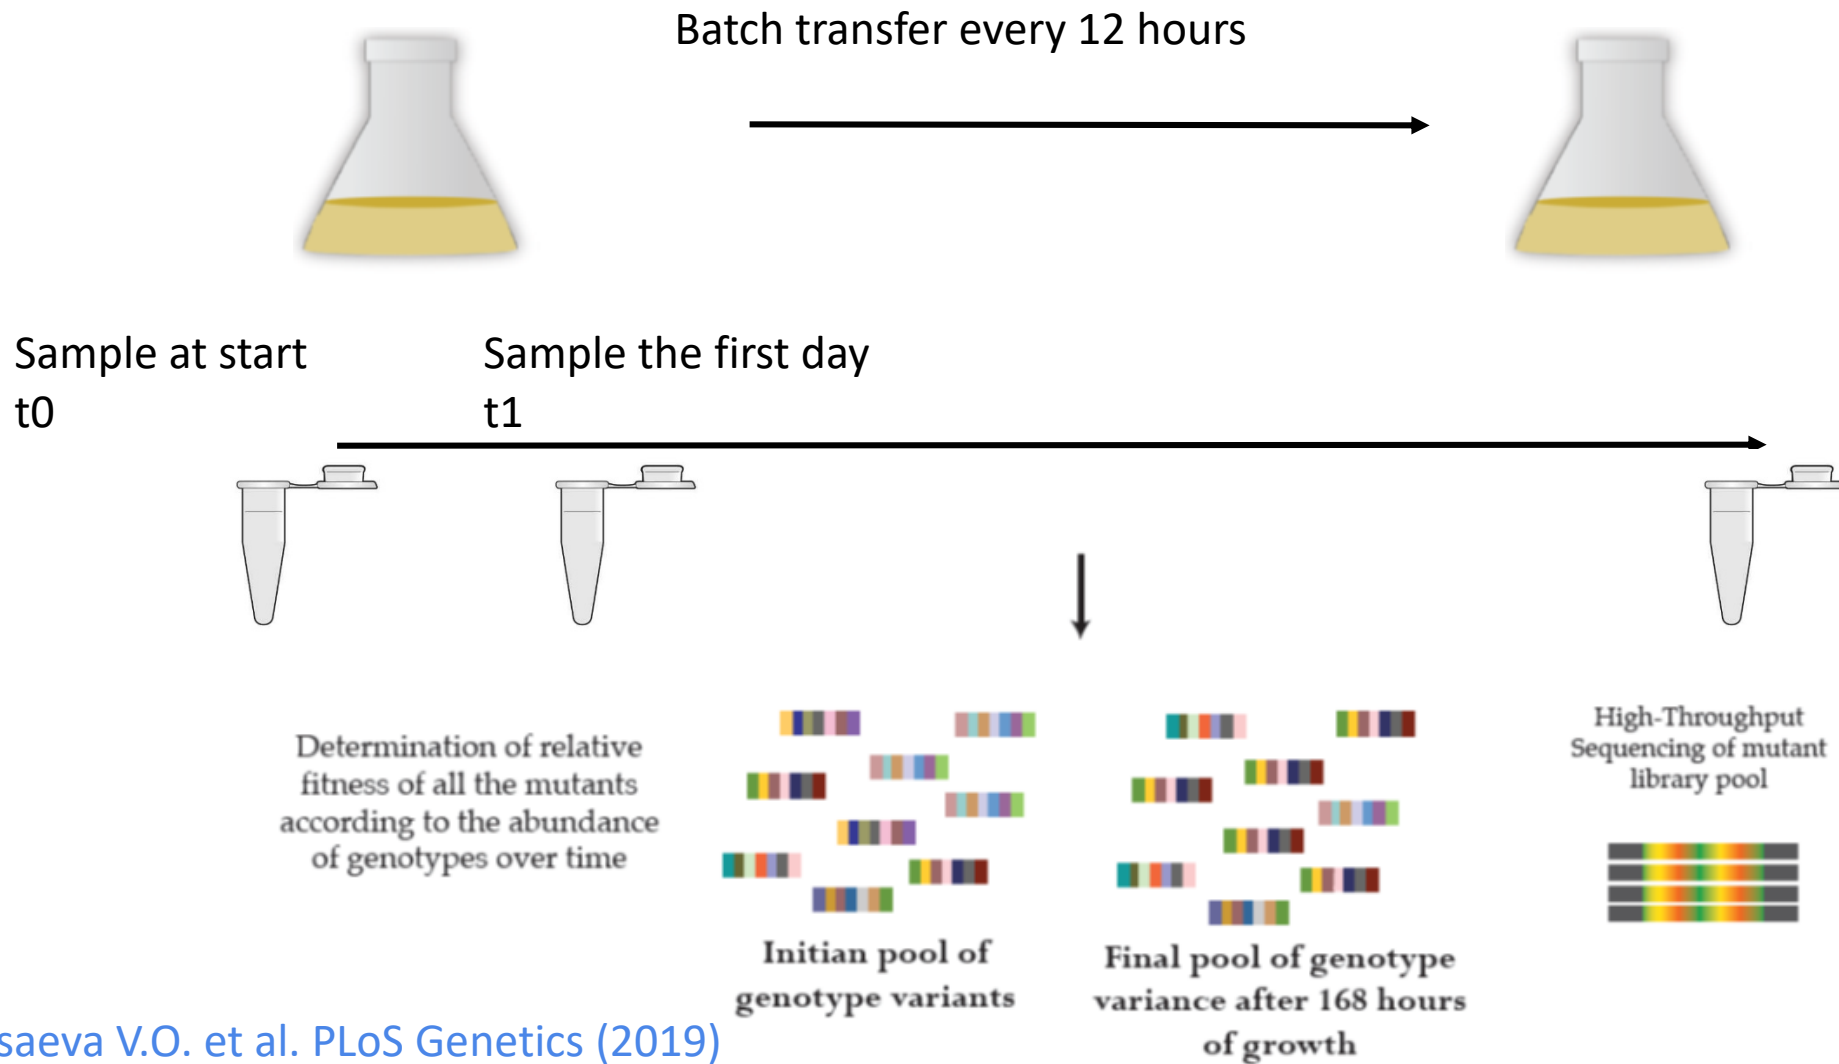 Batch transfer every 12 hours
Sample at start
t0
Sample the first day
t1
Determination of relative
fitness of all the mutants
according to the abundance
of genotypes over time
Initian pool of
genotype variants
Final pool of genotype
variance after 168 hours
of growth
High-Throughput
Sequencing of mutant
library pool
saeva V.O. et al. PLoS Genetics (2019)